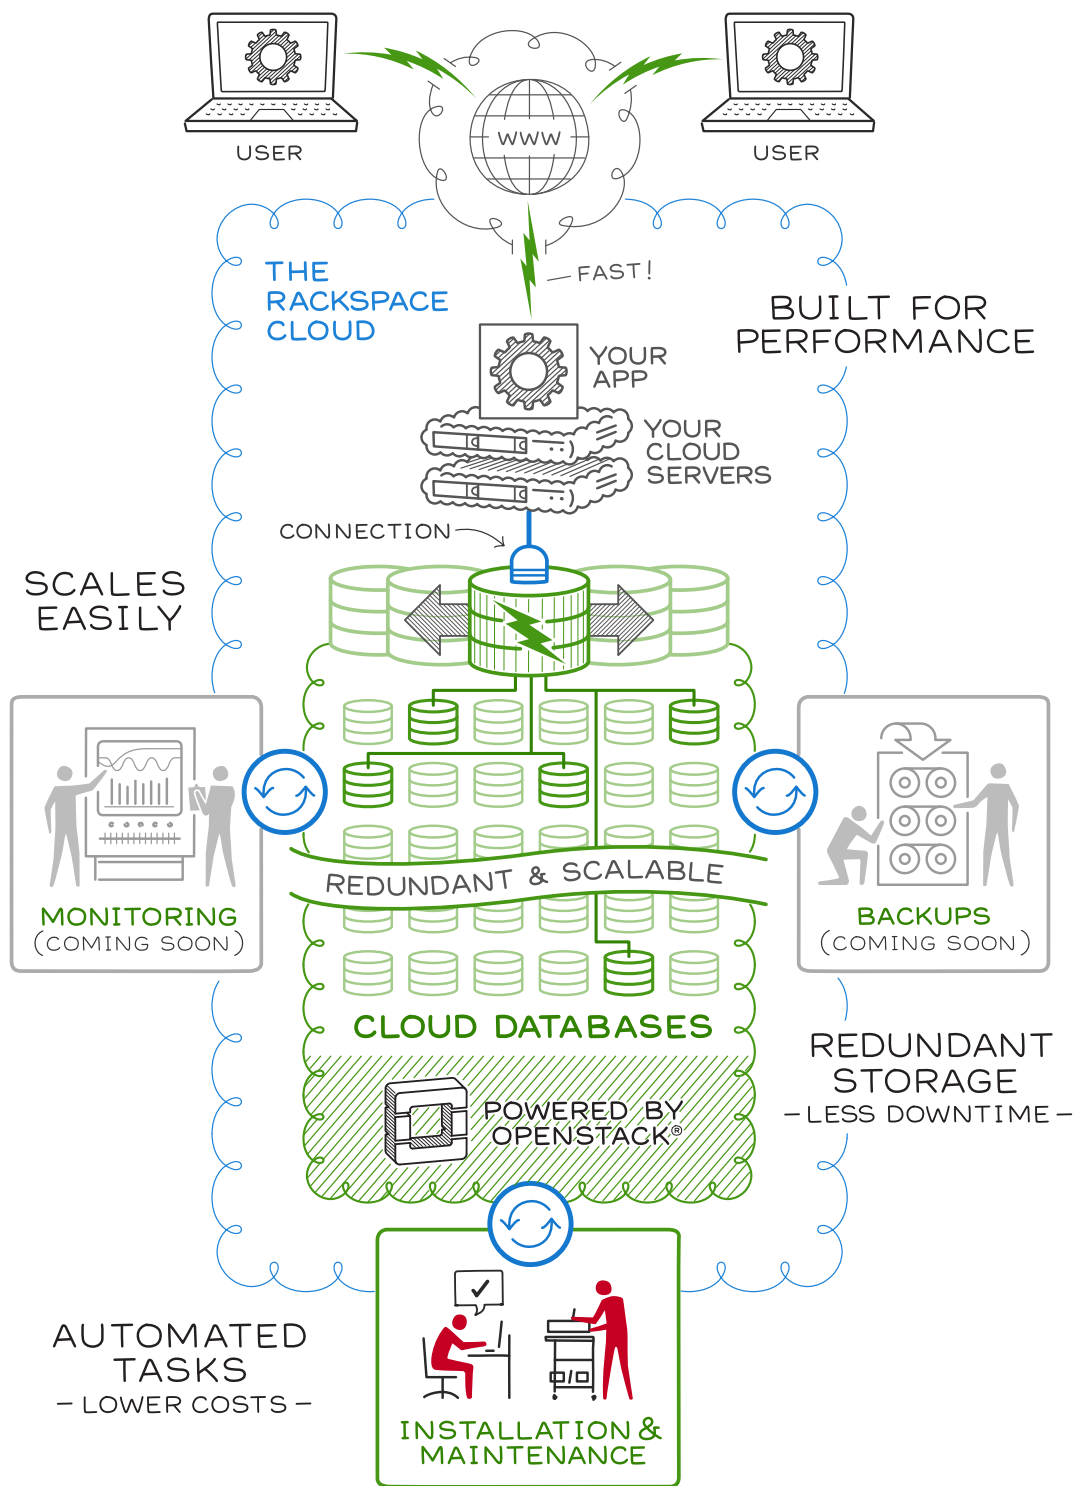 USER
USER
WWW
THE
RACKSPACE
CLOUD
FAST!
BUILT FOR
PERFORMANCE
YOUR
APP
YOUR
CLOUD
SERVERS
CONNECTION
SCALES
EASILY
REDUNDANT & SCALABLE
MONITORING
(COMING SOON)
BACKUPS
(COMING SOON)
CLOUD DATABASES
REDUNDANT
STORAGE
– LESS DOWNTIME –
POWERED BY
OPENSTACK®
AUTOMATED
TASKS
– LOWER COSTS –
INSTALLATION &
MAINTENANCE